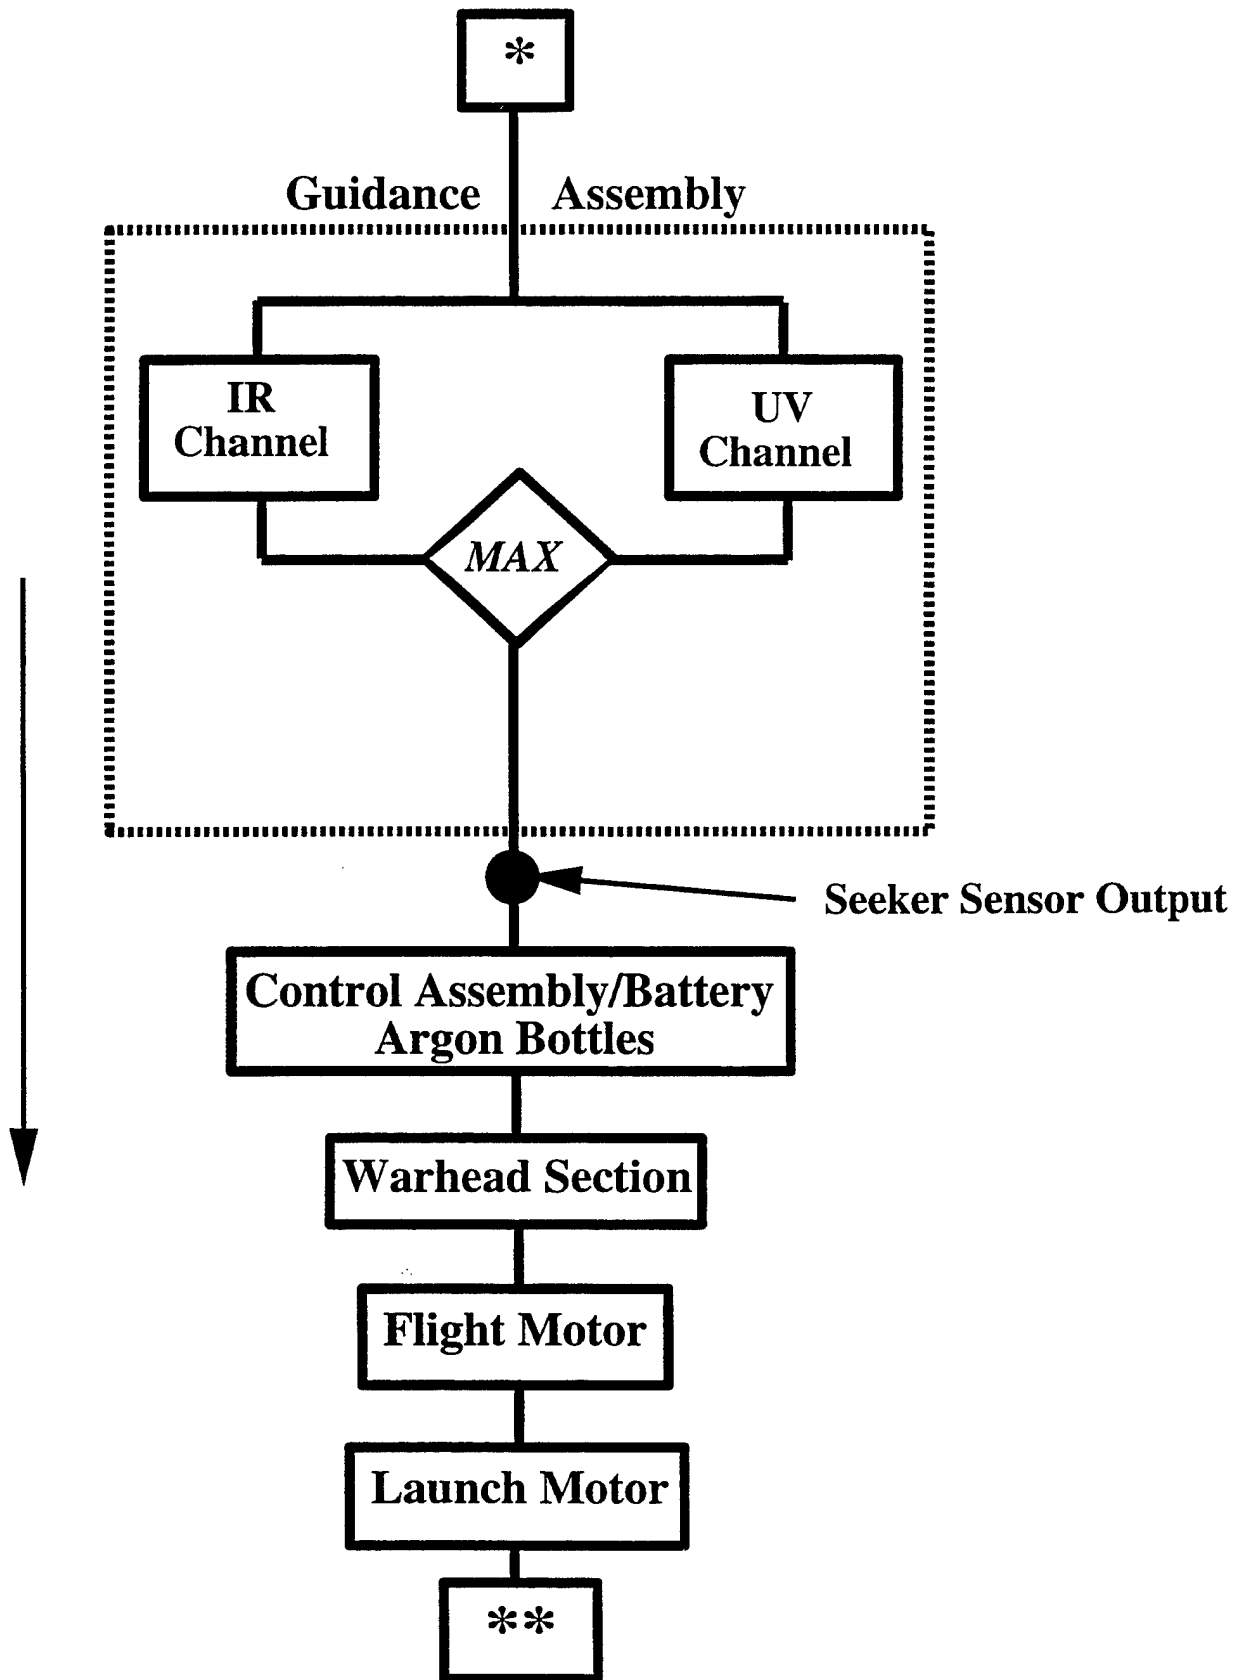 *
Guidance Assembly
IR
Channel
UV
Channel
MAX
Seeker Sensor Output
Control Assembly/Battery
Argon Bottles
Warhead Section
Flight Motor
Launch Motor
**